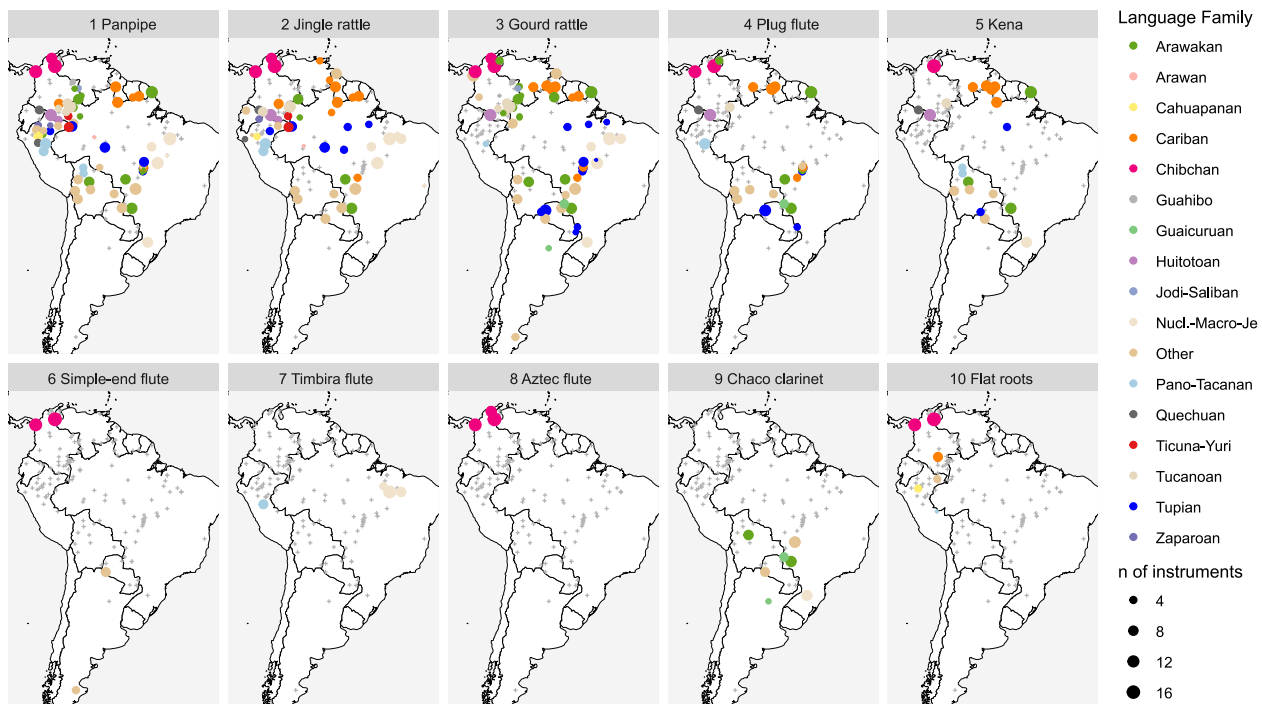 1 Panpipe
2 Jingle rattle
3 Gourd rattle
4 Plug flute
5 Kena
6 Simple-end flute
7 Timbira flute
8 Aztec flute
9 Chaco clarinet
10 Flat roots
Language Family
Arawakan
Arawan
Cahuapanan
Cariban
Chibchan
Guahibo
Guaicuruan
Huitotoan
Jodi-Saliban
Nucl.-Macro-Je
Other
Pano-Tacanan
Quechuan
Ticuna-Yuri
Tucanoan
Tupian
Zaparoan
n of instruments
4
8
12
16